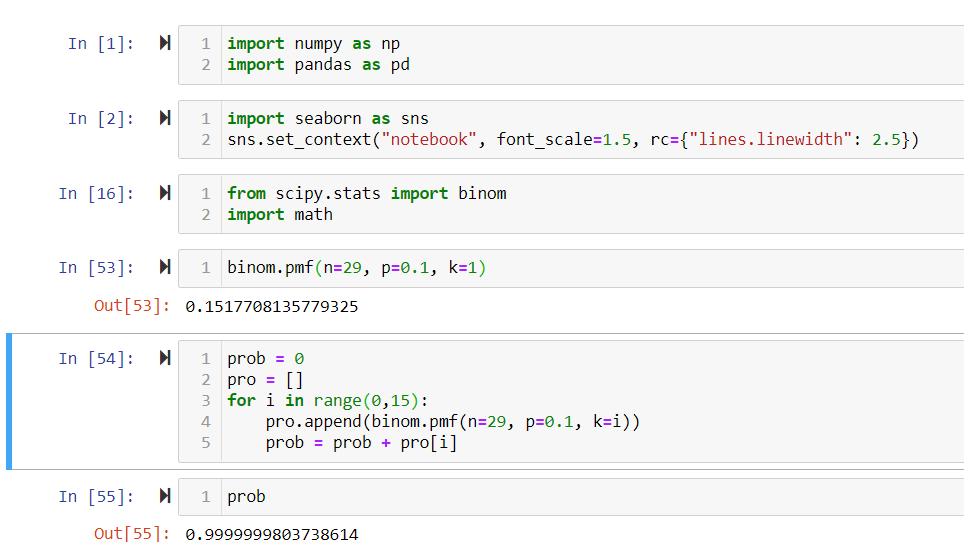 In [1]: 1 import numpy as np
2 import pandas as pd
In [2]: 1 import seaborn as sns
2 sns.set_context("notebook", font_scale=1.5, rc={"lines.linewidth": 2.5})
In [16]: 1 from scipy.stats import binom
2 import math
In [53]: 1 binom.pmf(n=29, p=0.1, k=1)
Out[53]: 0.1517708135779325
In [54]: 1 prob = 0
2 pro = []
3 for i in range(0,15):
4     pro.append(binom.pmf(n=29, p=0.1, k=i))
5     prob = prob + pro[i]
In [55]: 1 prob
Out[55]: 0.9999999803738614